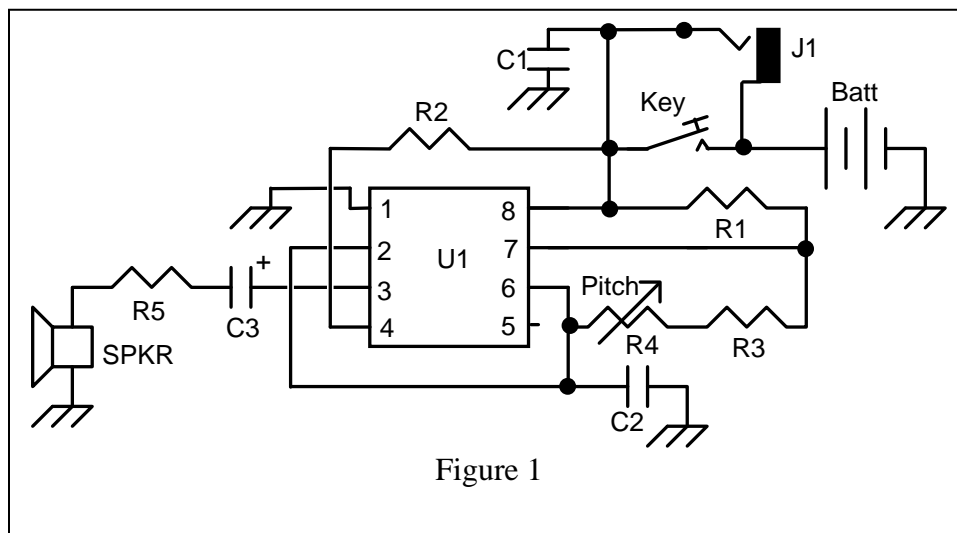 C1
J1
R2
Key
Batt
1
8
R1
2
U1
7
+
3
6
Pitch
R5
C3
4
5
R4
R3
SPKR
C2
Figure 1